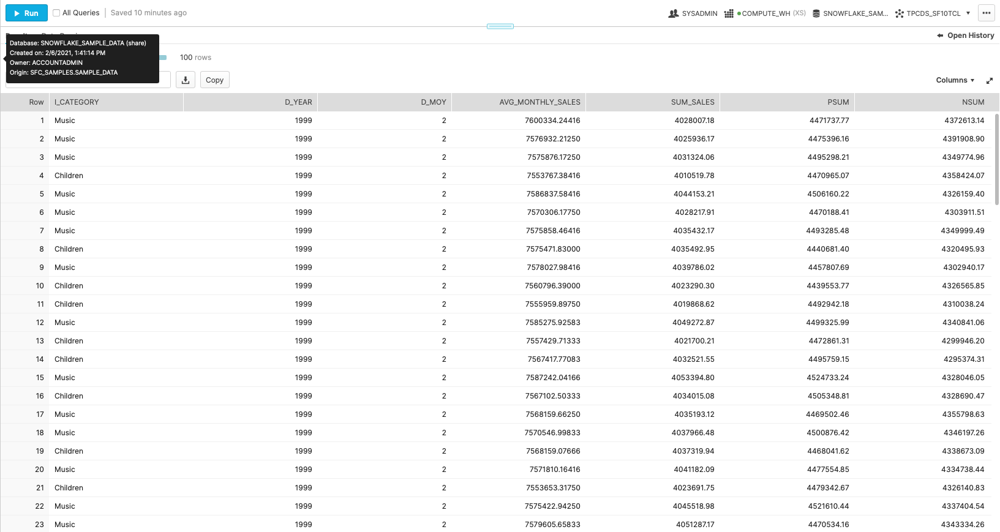 Run All Queries Saved 10 minutes ago SYSADMIN COMPUTE_WH (XS) SNOWFLAKE_SAM... TPCDS_SF10TCL
Open History
Database: SNOWFLAKE_SAMPLE_DATA (share)
Created on: 2/6/2021, 1:41:14 PM
Owner: ACCOUNTADMIN
Origin: SFC_SAMPLES.SAMPLE_DATA
100 rows
Copy Columns
Row I_CATEGORY D_YEAR D_MOY AVG_MONTHLY_SALES SUM_SALES PSUM NSUM
1 Music 1999 2 7600334.24416 4028007.18 4471737.77 4372613.14
2 Music 1999 2 7576932.21250 4025936.17 4475396.16 4391908.90
3 Music 1999 2 7575876.17250 4031324.06 4495298.21 4349774.96
4 Children 1999 2 7553767.38416 4010519.78 4470965.07 4358424.07
5 Music 1999 2 7586837.58416 4044153.21 4506160.22 4326159.40
6 Music 1999 2 7570306.17750 4028217.91 4470188.41 4303911.51
7 Music 1999 2 7575858.46416 4035432.17 4493285.48 4349999.49
8 Children 1999 2 7575471.83000 4035492.95 4440681.40 4320495.93
9 Music 1999 2 7578027.98416 4039786.02 4457807.69 4302940.17
10 Children 1999 2 7560796.39000 4023290.30 4439553.77 4326565.85
11 Children 1999 2 7555959.89750 4019868.62 4492942.18 4310038.24
12 Music 1999 2 7585275.92583 4049272.87 4499325.99 4340841.06
13 Children 1999 2 7557429.71333 4021700.21 4472861.31 4299946.20
14 Children 1999 2 7567417.77083 4032521.55 4495759.15 4295374.31
15 Music 1999 2 7587242.04166 4053394.80 4524733.24 4328046.05
16 Children 1999 2 7567102.50333 4034015.08 4505348.81 4328690.47
17 Music 1999 2 7568159.66250 4035193.12 4469502.46 4355798.63
18 Music 1999 2 7570546.99833 4037966.48 4500876.42 4346197.26
19 Children 1999 2 7568159.07666 4037319.94 4468041.62 4338673.09
20 Music 1999 2 7571810.16416 4041182.09 4477554.85 4334738.44
21 Children 1999 2 7553653.31750 4023691.75 4479342.67 4326140.83
22 Music 1999 2 7575422.94250 4045518.98 4521610.44 4337404.54
23 Music 1999 2 7579605.65833 4051287.17 4470534.16 4343334.26